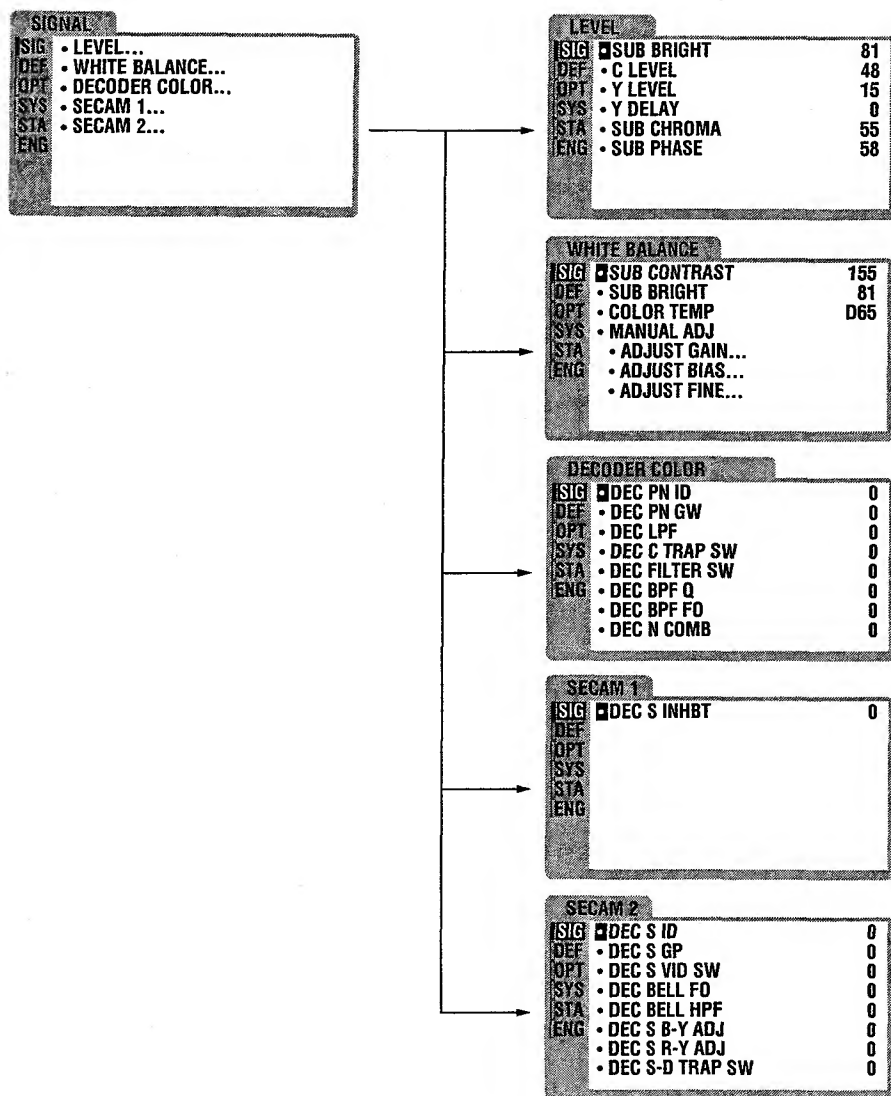 SIGNAL
SIG • LEVEL...
DEF • WHITE BALANCE...
OPT • DECODER COLOR...
SYS • SECAM 1...
STA • SECAM 2...
ENG
LEVEL
SIG SUB BRIGHT 81
DEF • C LEVEL 48
OPT • Y LEVEL 15
SYS • Y DELAY 0
STA • SUB CHROMA 55
ENG • SUB PHASE 58
WHITE BALANCE
SIG SUB CONTRAST 155
DEF • SUB BRIGHT 81
OPT • COLOR TEMP D65
SYS • MANUAL ADJ
STA • ADJUST GAIN...
ENG • ADJUST BIAS...
• ADJUST FINE...
DECODER COLOR
SIG DEC PN ID 0
DEF • DEC PN GW 0
OPT • DEC LPF 0
SYS • DEC C TRAP SW 0
STA • DEC FILTER SW 0
ENG • DEC BPF Q 0
• DEC BPF FO 0
• DEC N COMB 0
SECAM 1
SIG DEC S INHBT 0
DEF
OPT
SYS
STA
ENG
SECAM 2
SIG DEC S ID 0
DEF • DEC S GP 0
OPT • DEC S VID SW 0
SYS • DEC BELL FO 0
STA • DEC BELL HPF 0
ENG • DEC S B-Y ADJ 0
• DEC S R-Y ADJ 0
• DEC S-D TRAP SW 0